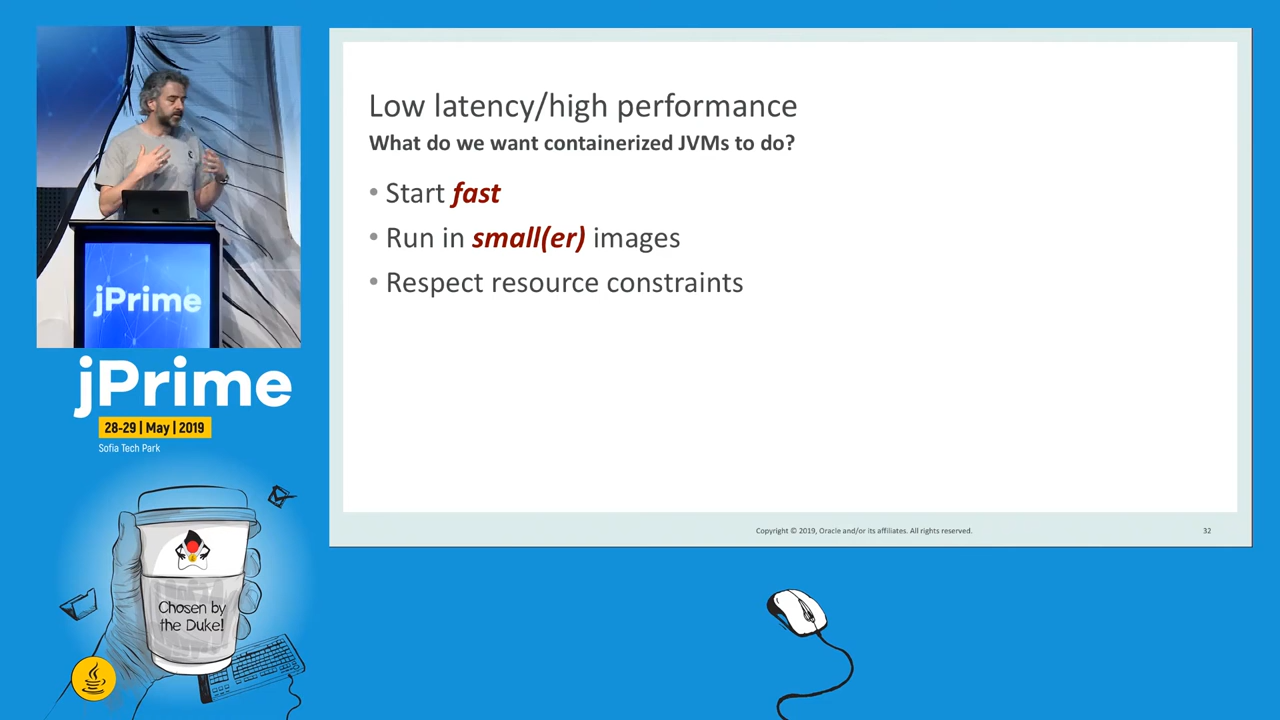 jPrime
jPrime
28-29 | May | 2019
Sofia Tech Park
Chosen by
the Duke!
Low latency/high performance
What do we want containerized JVMs to do?
• Start fast
• Run in small(er) images
• Respect resource constraints
Copyright © 2019, Oracle and/or its affiliates. All rights reserved.
32